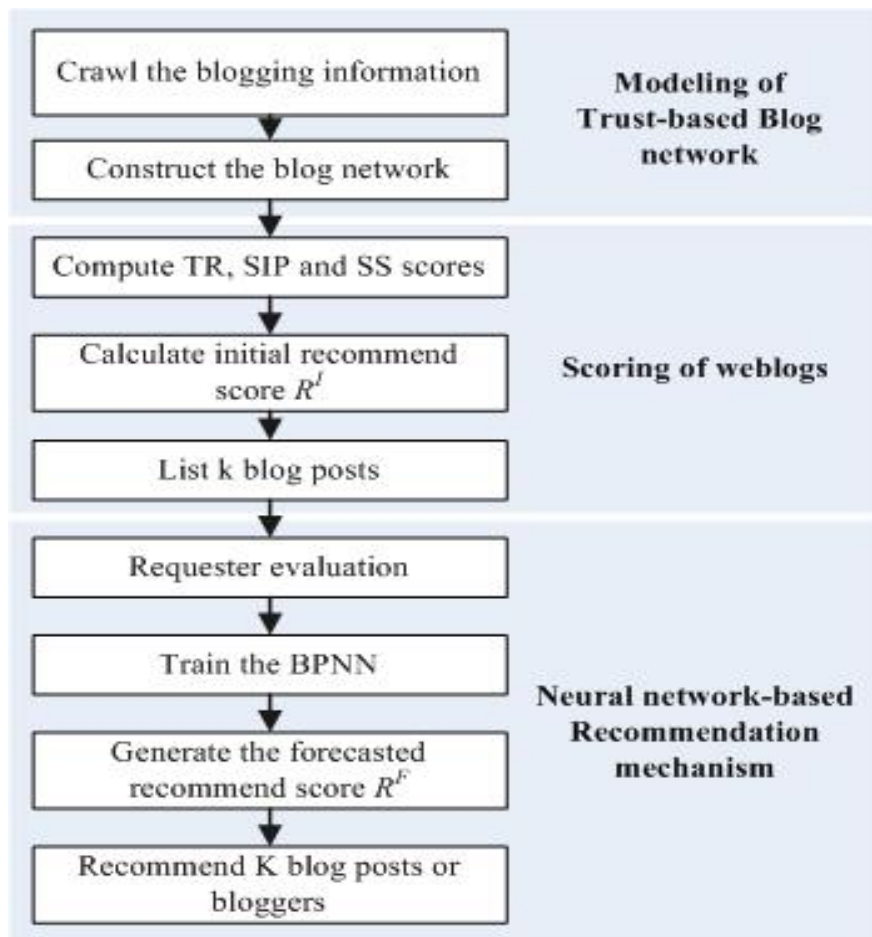 Crawl the blogging information
Construct the blog network
Modeling of
Trust-based Blog
network
Compute TR, SIP and SS scores
Calculate initial recommend
score R^I
List k blog posts
Scoring of weblogs
Requester evaluation
Train the BPNN
Generate the forecasted
recommend score R^F
Recommend K blog posts or
bloggers
Neural network-based
Recommendation
mechanism